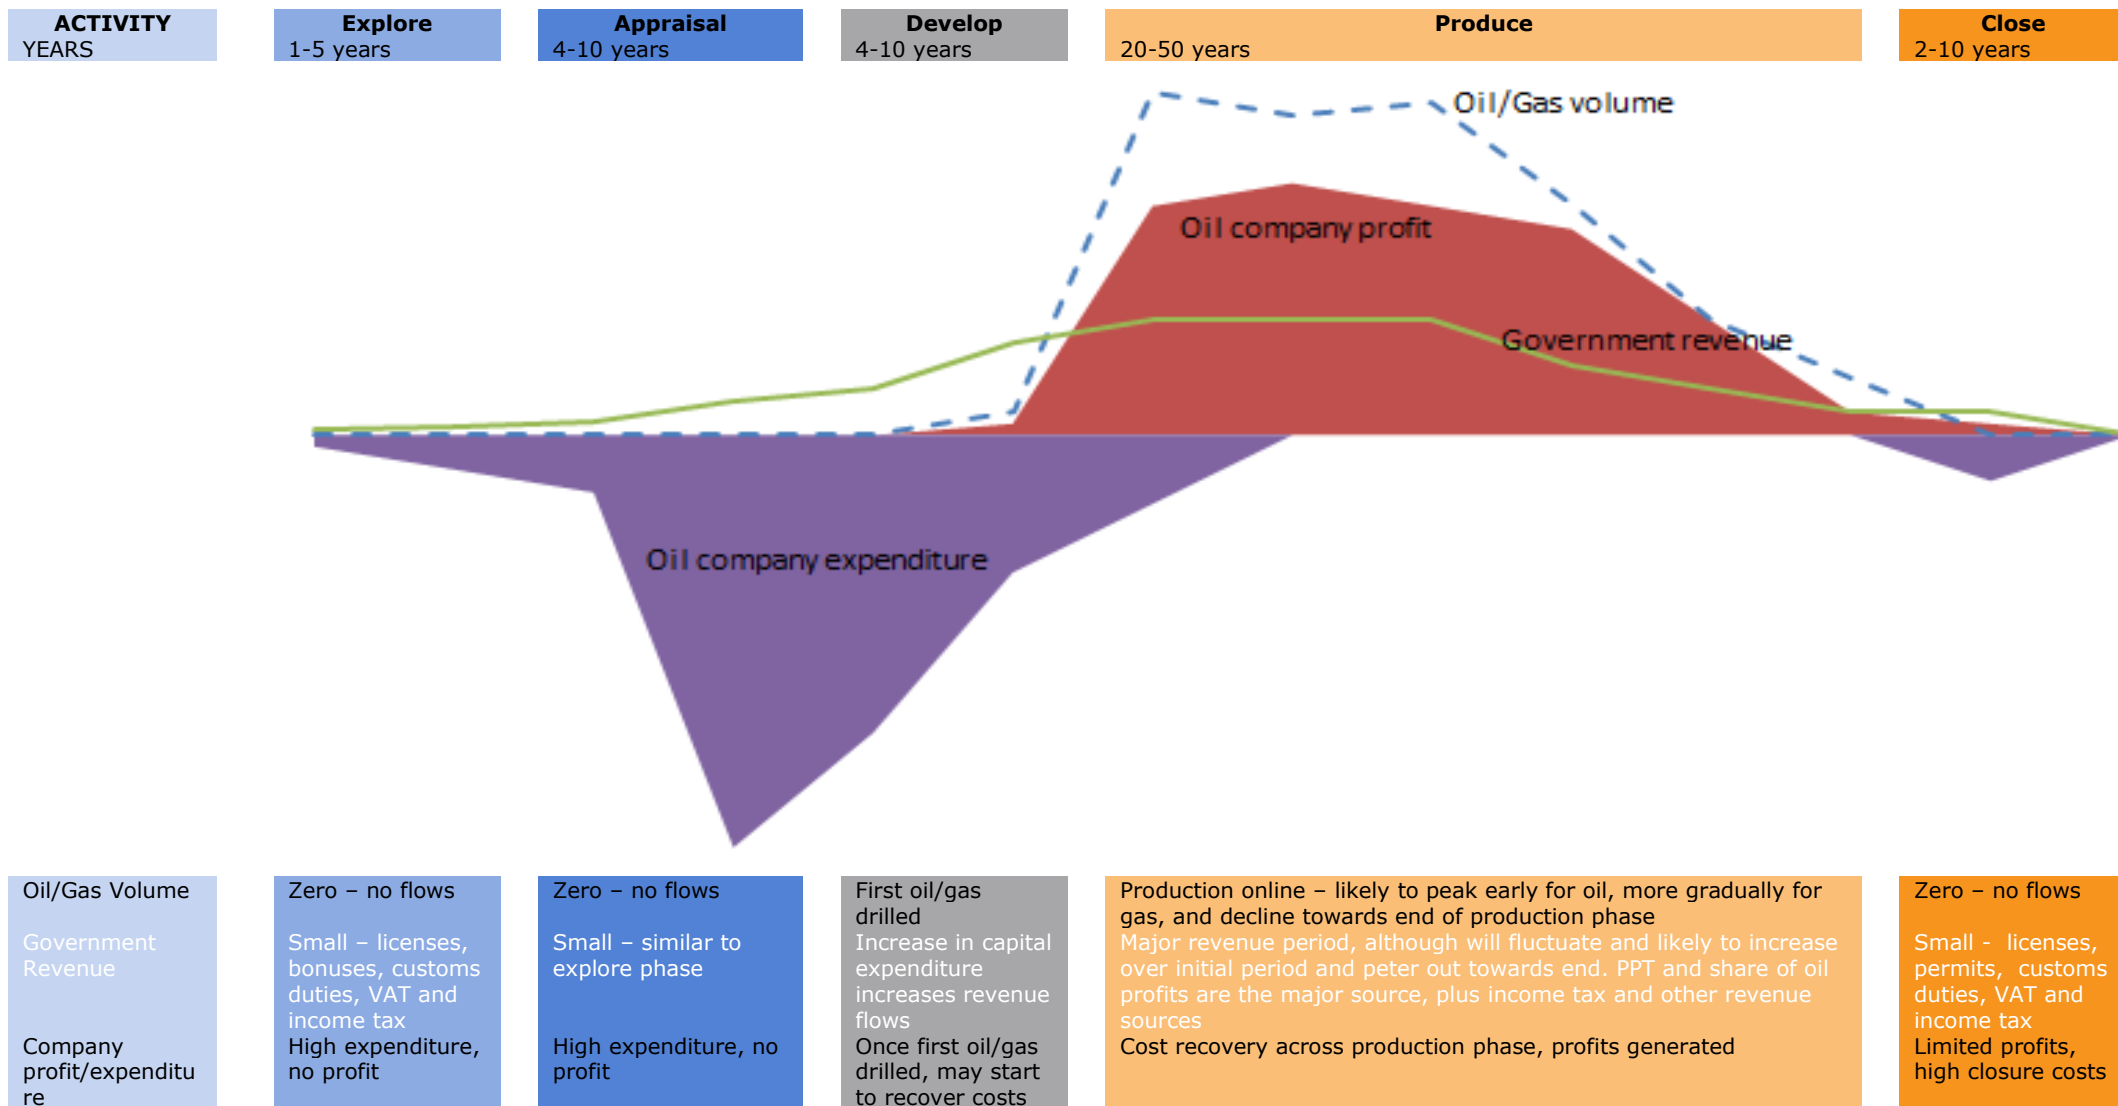 ACTIVITY
YEARS
Explore
1-5 years
Appraisal
4-10 years
Develop
4-10 years
Produce
20-50 years
Close
2-10 years
Oil/Gas volume
Oil company profit
Government revenue
Oil company expenditure
Oil/Gas Volume
Government
Revenue
Company
profit/expenditu
re
Zero – no flows
Small – licenses,
bonuses, customs
duties, VAT and
income tax
High expenditure,
no profit
Zero – no flows
Small – similar to
explore phase
High expenditure, no
profit
First oil/gas
drilled
Increase in capital
expenditure
increases revenue
flows
Once first oil/gas
drilled, may start
to recover costs
Production online – likely to peak early for oil, more gradually for
gas, and decline towards end of production phase
Major revenue period, although will fluctuate and likely to increase
over initial period and peter out towards end. PPT and share of oil
profits are the major source, plus income tax and other revenue
sources
Cost recovery across production phase, profits generated
Zero – no flows
Small -  licenses,
permits,  customs
duties, VAT and
income tax
Limited profits,
high closure costs